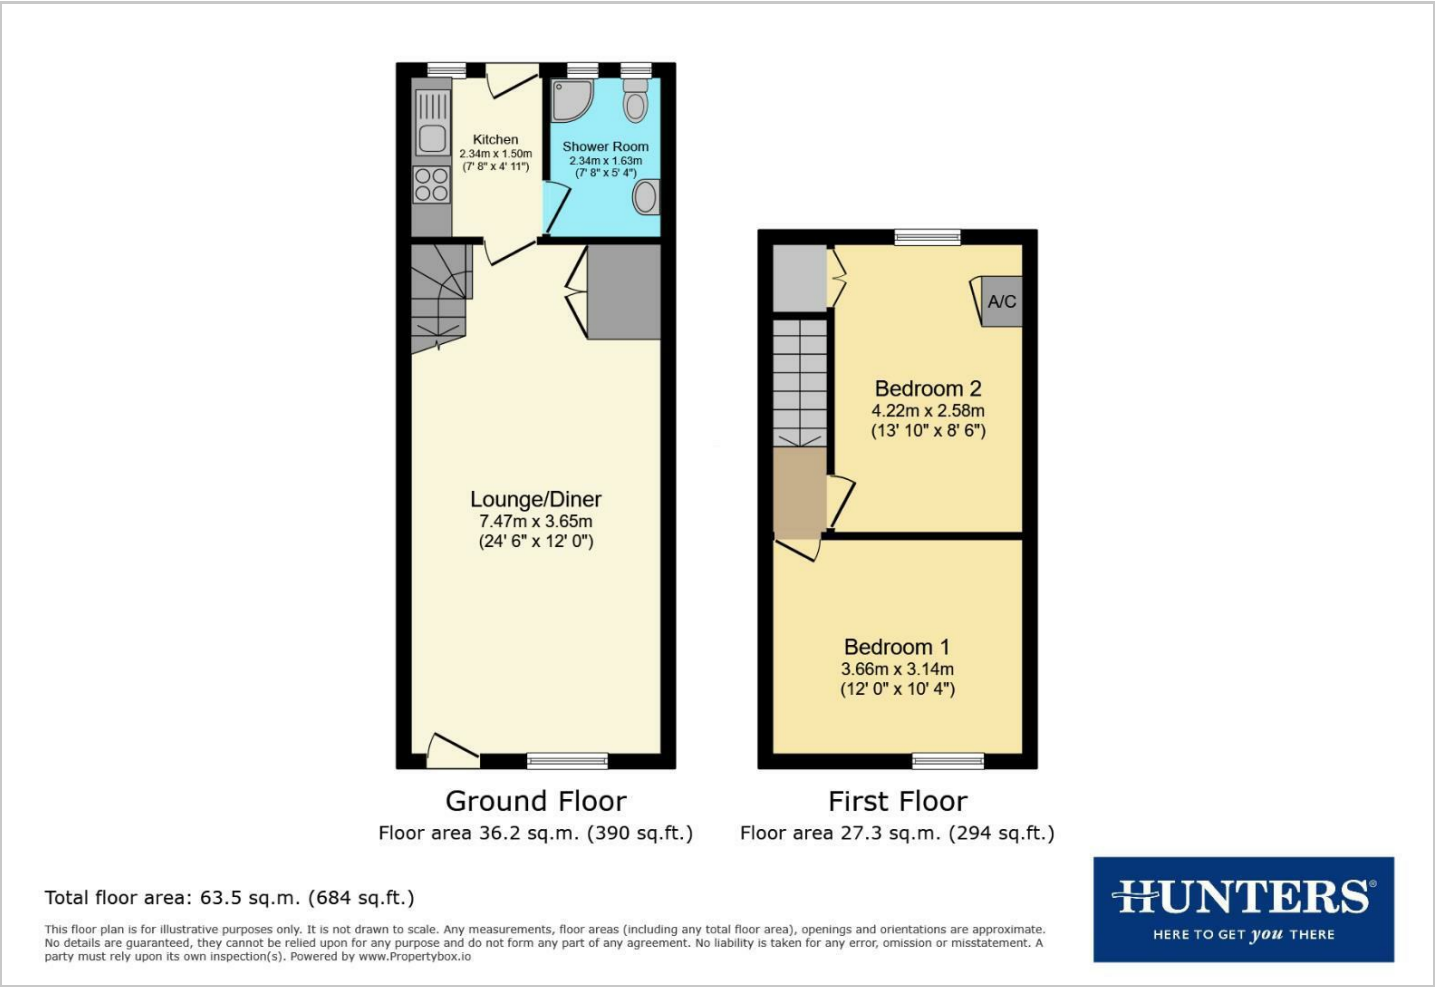 Kitchen
2.34m x 1.50m
(7' 8" x 4' 11")
Shower Room
2.34m x 1.63m
(7' 8" x 5' 4")
Lounge/Diner
7.47m x 3.65m
(24' 6" x 12' 0")
A/C
Bedroom 2
4.22m x 2.58m
(13' 10" x 8' 6")
Bedroom 1
3.66m x 3.14m
(12' 0" x 10' 4")
Ground Floor
Floor area 36.2 sq.m. (390 sq.ft.)
First Floor
Floor area 27.3 sq.m. (294 sq.ft.)
Total floor area: 63.5 sq.m. (684 sq.ft.)
This floor plan is for illustrative purposes only. It is not drawn to scale. Any measurements, floor areas (including any total floor area), openings and orientations are approximate.
No details are guaranteed, they cannot be relied upon for any purpose and do not form any part of any agreement. No liability is taken for any error, omission or misstatement. A
party must rely upon its own inspection(s). Powered by www.Propertybox.io
HUNTERS®
HERE TO GET you THERE